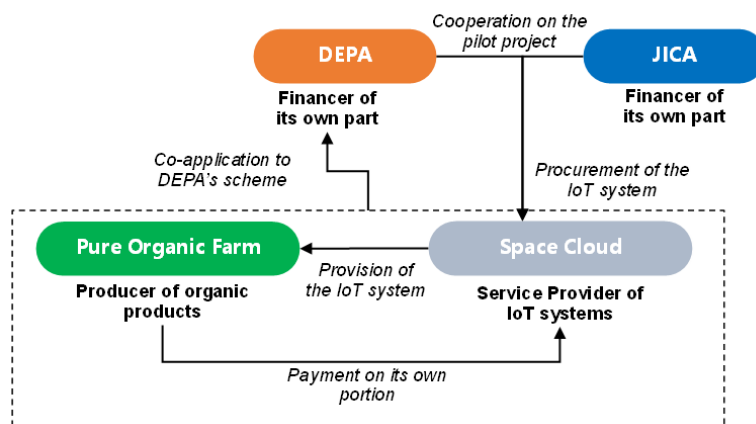 Cooperation on the
pilot project
DEPA
JICA
Financer of
its own part
Financer of
its own part
Co-application to
DEPA's scheme
Procurement of the
IoT system
Pure Organic Farm
Space Cloud
Provision of
the IoT system
Producer of organic
products
Service Provider of
IoT systems
Payment on its own
portion